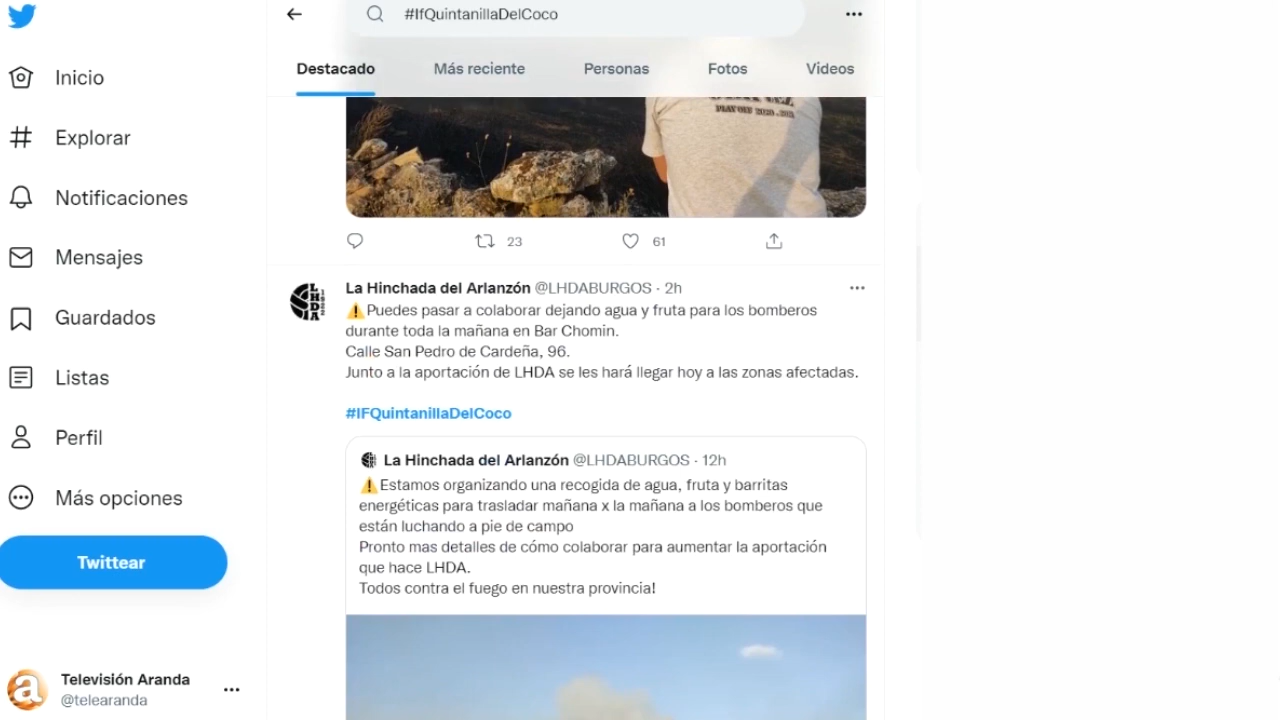 #IfQuintanillaDelCoco
Destacado
Más reciente
Personas
Fotos
Videos
Inicio
Explorar
Notificaciones
Mensajes
Guardados
Listas
Perfil
Más opciones
Twittear
Televisión Aranda
@telearanda
PLAY OFF 2020-2021
23
61
LHDA
La Hinchada del Arlanzón @LHDABURGOS · 2h
⚠️Puedes pasar a colaborar dejando agua y fruta para los bomberos
durante toda la mañana en Bar Chomin.
Calle San Pedro de Cardeña, 96.
Junto a la aportación de LHDA se les hará llegar hoy a las zonas afectadas.
#IFQuintanillaDelCoco
La Hinchada del Arlanzón @LHDABURGOS · 12h
⚠️Estamos organizando una recogida de agua, fruta y barritas
energéticas para trasladar mañana x la mañana a los bomberos que
están luchando a pie de campo
Pronto mas detalles de cómo colaborar para aumentar la aportación
que hace LHDA.
Todos contra el fuego en nuestra provincia!